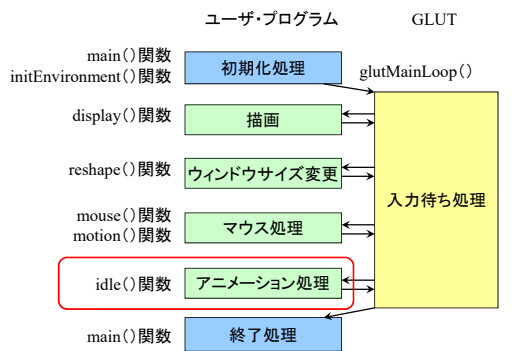 ユーザ・プログラム GLUT
main()関数
initEnvironment()関数
初期化処理
glutMainLoop()
display()関数
描画
reshape()関数
ウィンドウサイズ変更
入力待ち処理
mouse()関数
motion()関数
マウス処理
idle()関数
アニメーション処理
main()関数
終了処理